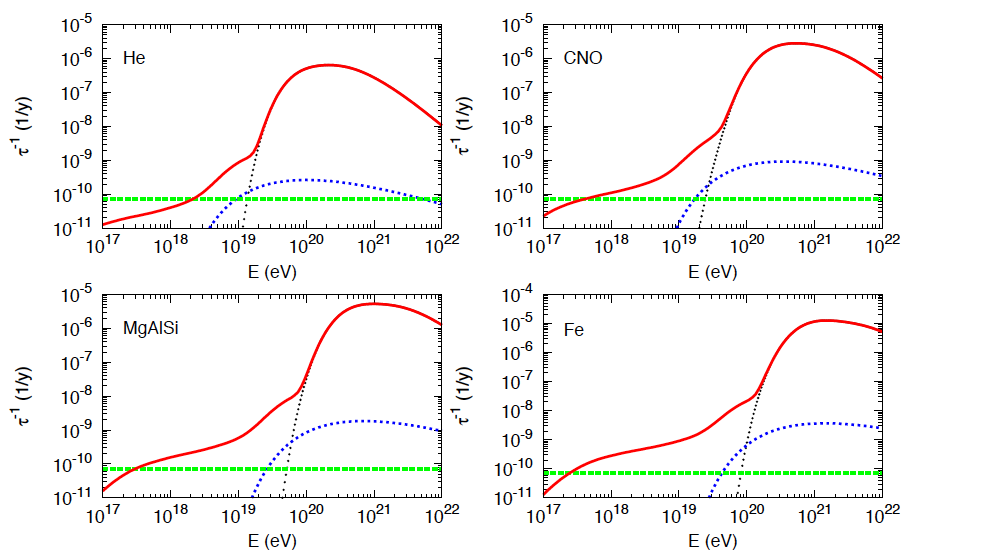 He
τ⁻¹ (1/y)
10⁻⁵
10⁻⁶
10⁻⁷
10⁻⁸
10⁻⁹
10⁻¹⁰
10⁻¹¹
10¹⁷ 10¹⁸ 10¹⁹ 10²⁰ 10²¹ 10²²
E (eV)
CNO
τ⁻¹ (1/y)
10⁻⁵
10⁻⁶
10⁻⁷
10⁻⁸
10⁻⁹
10⁻¹⁰
10⁻¹¹
10¹⁷ 10¹⁸ 10¹⁹ 10²⁰ 10²¹ 10²²
E (eV)
MgAlSi
τ⁻¹ (1/y)
10⁻⁵
10⁻⁶
10⁻⁷
10⁻⁸
10⁻⁹
10⁻¹⁰
10⁻¹¹
10¹⁷ 10¹⁸ 10¹⁹ 10²⁰ 10²¹ 10²²
E (eV)
Fe
τ⁻¹ (1/y)
10⁻⁴
10⁻⁵
10⁻⁶
10⁻⁷
10⁻⁸
10⁻⁹
10⁻¹⁰
10⁻¹¹
10¹⁷ 10¹⁸ 10¹⁹ 10²⁰ 10²¹ 10²²
E (eV)